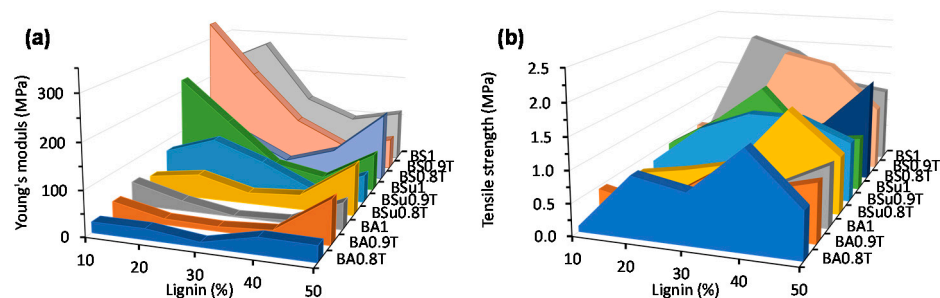 (a)
Young's moduls (MPa)
300
200
100
0
10
20
30
40
50
Lignin (%)
BS1
BS0.9T
BS0.8T
BSu1
BSu0.9T
BSu0.8T
BA1
BA0.9T
BA0.8T
(b)
Tensile strength (MPa)
2.5
2.0
1.5
1.0
0.5
0.0
10
20
30
40
50
Lignin (%)
BS1
BS0.9T
BS0.8T
BSu1
BSu0.9T
BSu0.8T
BA1
BA0.9T
BA0.8T